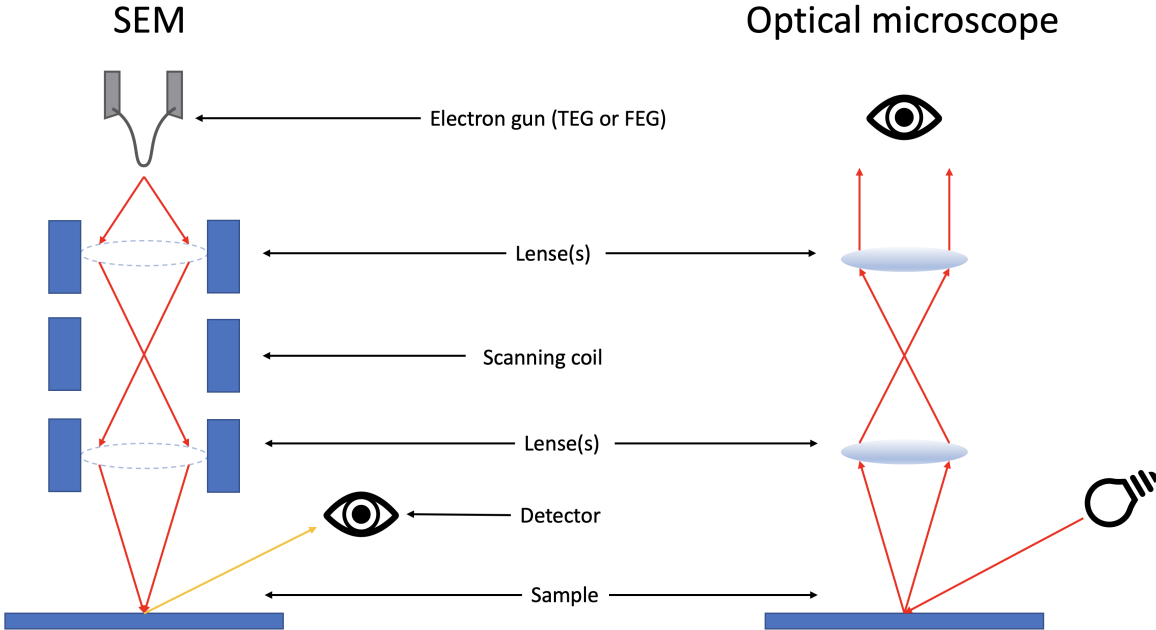 SEM
Optical microscope
Electron gun (TEG or FEG)
Lense(s)
Scanning coil
Lense(s)
Detector
Sample